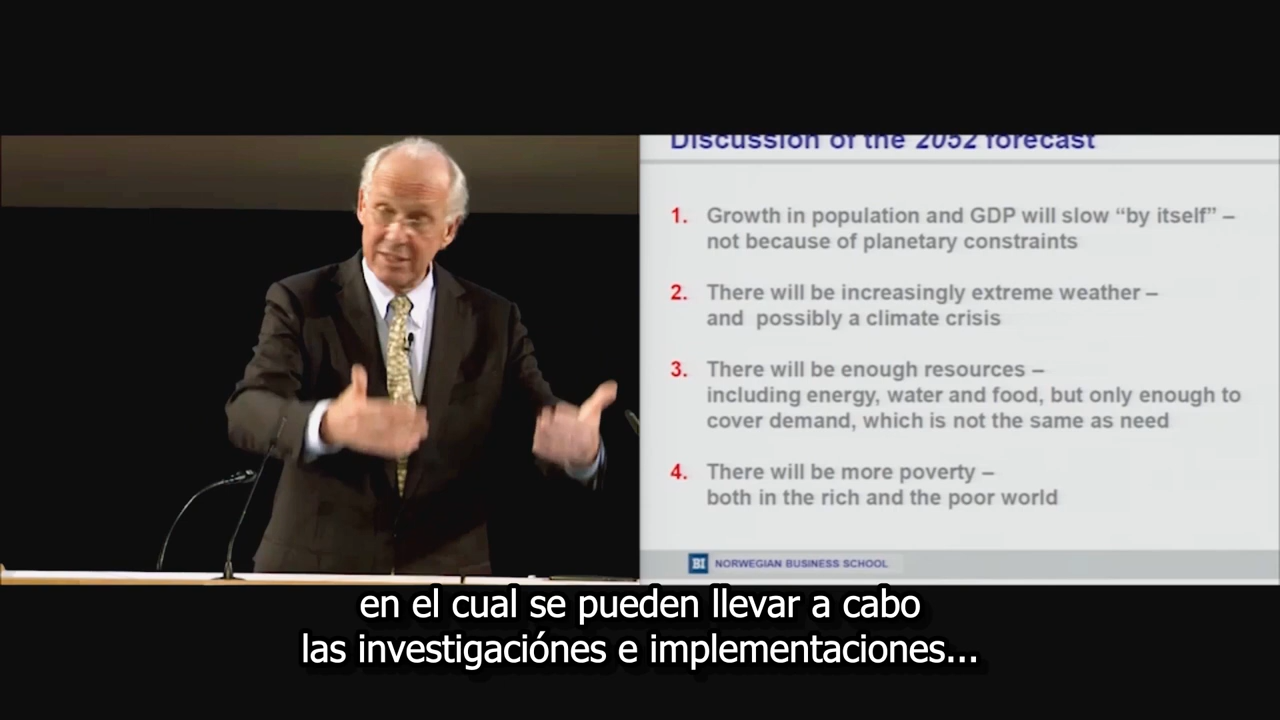 Discussion of the 2052 forecast
1. Growth in population and GDP will slow “by itself” –
not because of planetary constraints
2. There will be increasingly extreme weather –
and possibly a climate crisis
3. There will be enough resources –
including energy, water and food, but only enough to
cover demand, which is not the same as need
4. There will be more poverty –
both in the rich and the poor world
BI NORWEGIAN BUSINESS SCHOOL
en el cual se pueden llevar a cabo
las investigaciónes e implementaciones...